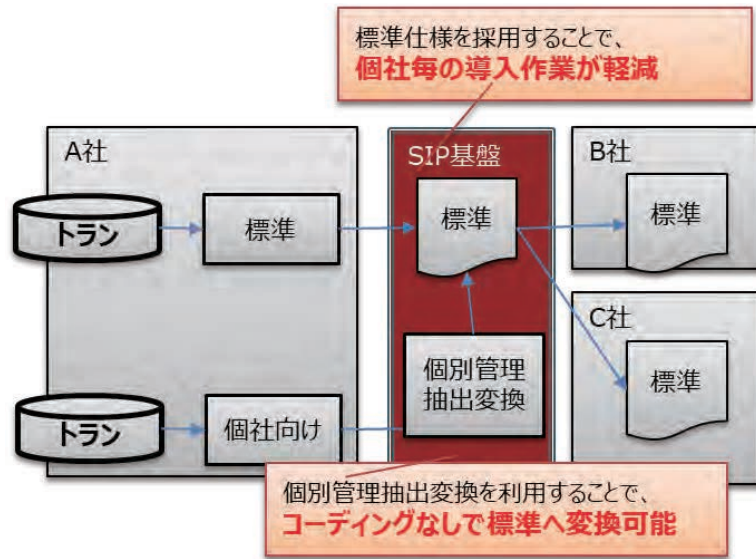 標準仕様を採用することで、
個社毎の導入作業が軽減
A社
SIP基盤
B社
トラン
標準
標準
標準
C社
個別管理
抽出変換
標準
トラン
個社向け
個別管理抽出変換を利用することで、
コーディングなしで標準へ変換可能